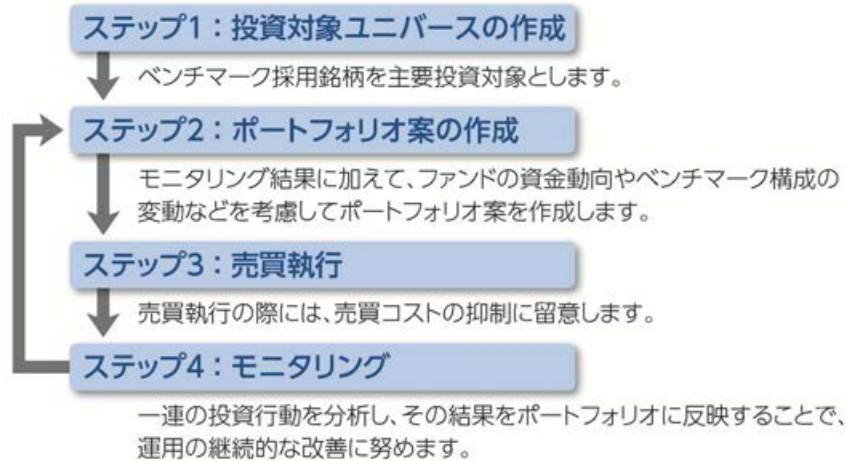 ステップ1：投資対象ユニバースの作成
ベンチマーク採用銘柄を主要投資対象とします。
ステップ2：ポートフォリオ案の作成
モニタリング結果に加えて、ファンドの資金動向やベンチマーク構成の
変動などを考慮してポートフォリオ案を作成します。
ステップ3：売買執行
売買執行の際には、売買コストの抑制に留意します。
ステップ4：モニタリング
一連の投資行動を分析し、その結果をポートフォリオに反映することで、
運用の継続的な改善に努めます。